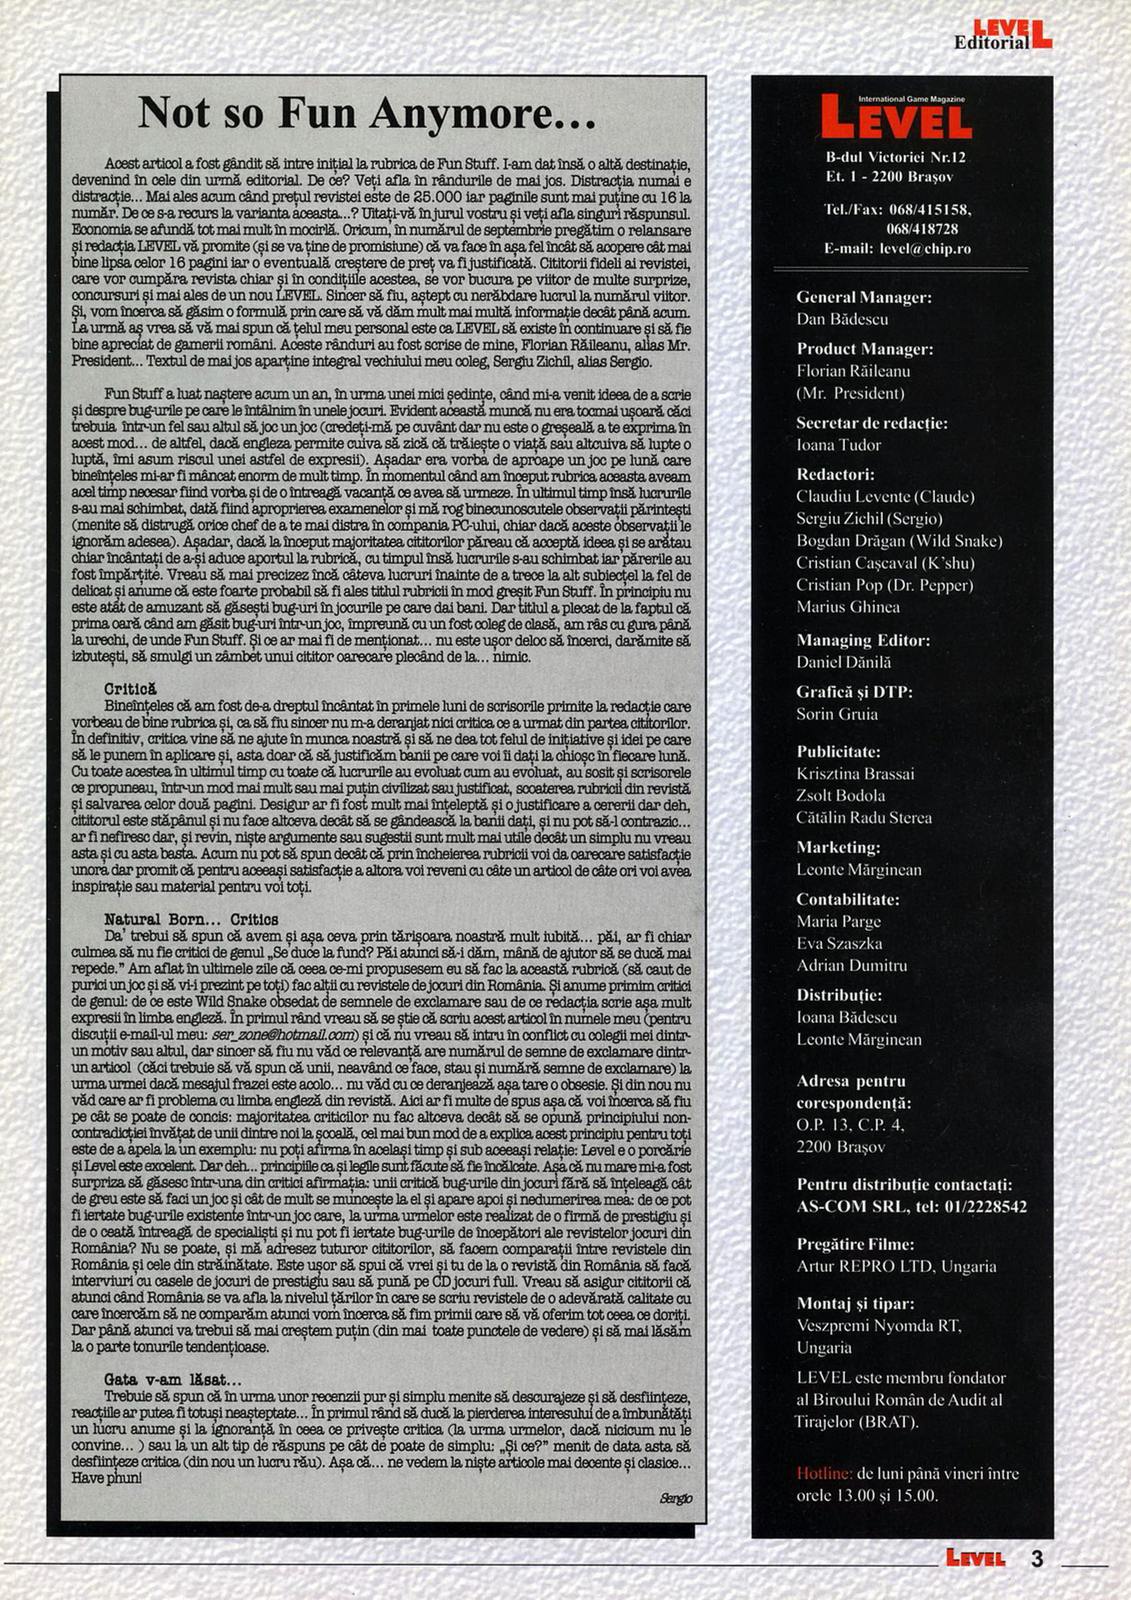 LEVEL
Editorial
Not so Fun Anymore...
Acest articol a fost gândit să intre inițial la rubrica de Fun Stuff. I-am dat însă o altă destinație,
devenind în cele din urmă editorial. De ce? Veți afla în rândurile de mai jos. Distracția numai e
distracție... Mai ales acum când prețul revistei este de 25.000 iar paginile sunt mai puține cu 16 la
număr. De ce s-a recurs la varianta aceasta...? Uitați-vă în jurul vostru și veți afla singuri răspunsul.
Economia se afundă tot mai mult în mocirlă. Oricum, în numărul de septembrie pregătim o relansare
și redacția LEVEL vă promite (și se va ține de promisiune) că va face în așa fel încât să acopere cât mai
bine lipsa celor 16 pagini iar o eventuală creștere de preț va fi justificată. Cititorii fideli ai revistei,
care vor cumpăra revista chiar și în condițiile acestea, se vor bucura pe viitor de multe surprize,
concursuri și mai ales de un nou LEVEL. Sincer să fiu, aștept cu nerăbdare lucrul la numărul viitor.
Și, vom încerca să găsim o formulă prin care să vă dăm mult mai multă informație decât până acum.
La urmă aș vrea să vă mai spun că țelul meu personal este ca LEVEL să existe în continuare și să fie
bine apreciat de gamerii români. Aceste rânduri au fost scrise de mine, Florian Răileanu, alias Mr.
President... Textul de mai jos aparține integral vechiului meu coleg, Sergiu Zichil, alias Sergio.
Fun Stuff a luat naștere acum un an, în urma unei mici ședințe, când mi-a venit ideea de a scrie
și despre bug-urile pe care le întâlnim în unele jocuri. Evident această muncă nu era tocmai ușoară căci
trebuia într-un fel sau altul să joc un joc (credeți-mă pe cuvânt dar nu este o greșeală a te exprima în
acest mod... de altfel, dacă engleza permite cuiva să zică că trăiește o viață sau altcuiva să lupte o
luptă, îmi asum riscul unei astfel de expresii). Așadar era vorba de aproape un joc pe lună care
bineînțeles mi-ar fi mâncat enorm de mult timp. În momentul când am început rubrica aceasta aveam
acel timp necesar fiind vorba și de o întreagă vacanță ce avea să urmeze. În ultimul timp însă lucrurile
s-au mai schimbat, dată fiind aproprierea examenelor și mă rog binecunoscutele observații părintești
(menite să distrugă orice chef de a te mai distra în compania PC-ului, chiar dacă aceste observații le
ignorăm adesea). Așadar, dacă la început majoritatea cititorilor păreau că acceptă ideea și se arătau
chiar încântați de a-și aduce aportul la rubrică, cu timpul însă lucrurile s-au schimbat iar părerile au
fost împărțite. Vreau să mai precizez încă câteva lucruri înainte de a trece la alt subiectel la fel de
delicat și anume că este foarte probabil să fi ales titlul rubricii în mod greșit Fun Stuff. În principiu nu
este atât de amuzant să găsești bug-uri în jocurile pe care dai bani. Dar titlul a plecat de la faptul că
prima oară când am găsit bug-uri într-un joc, împreună cu un fost coleg de clasă, am râs cu gura până
la urechi, de unde Fun Stuff. Și ce ar mai fi de menționat... nu este ușor deloc să încerci, darămite să
izbutești, să smulgi un zâmbet unui cititor oarecare plecând de la... nimic.
Critică
Bineînțeles că am fost de-a dreptul încântat în primele luni de scrisorile primite la redacție care
vorbeau de bine rubrica și, ca să fiu sincer nu m-a deranjat nici critica ce a urmat din partea cititorilor.
În definitiv, critica vine să ne ajute în munca noastră și să ne dea tot felul de inițiative și idei pe care
să le punem în aplicare și, asta doar că să justificăm banii pe care voi îi dați la chioșc în fiecare lună.
Cu toate acestea în ultimul timp cu toate că lucrurile au evoluat cum au evoluat, au sosit și scrisorele
ce propuneau, într-un mod mai mult sau mai puțin civilizat sau justificat, scoaterea rubricii din revistă
și salvarea celor două pagini. Desigur ar fi fost mult mai înțeleptă și o justificare a cererii dar deh,
cititorul este stăpânul și nu face altceva decât să se gândească la banii dați, și nu pot să-l contrazic...
ar fi nefiresc dar, și revin, niște argumente sau sugestii sunt mult mai utile decât un simplu nu vreau
asta și cu asta basta. Acum nu pot să spun decât că prin încheierea rubricii voi da oarecare satisfacție
unora dar promit că pentru aceeași satisfacție a altora voi reveni cu câte un articol de câte ori voi avea
inspirație sau material pentru voi toți.
Natural Born... Critics
Da' trebui să spun că avem și așa ceva prin tărișoara noastră mult iubită... păi, ar fi chiar
culmea să nu fie critici de genul „Se duce la fund? Păi atunci să-i dăm, mână de ajutor să se ducă mai
repede." Am aflat în ultimele zile că ceea ce-mi propusesem eu să fac la această rubrică (să caut de
purici un joc și să vi-i prezint pe toți) fac alții cu revistele de jocuri din România. Și anume primim critici
de genul: de ce este Wild Snake obsedat de semnele de exclamare sau de ce redacția scrie așa mult
expresii în limba engleză. În primul rând vreau să se știe că scriu acest articol în numele meu (pentru
discuții e-mail-ul meu: ser_zone@hotmail.com) și că nu vreau să intru în conflict cu colegii mei dintr-
un motiv sau altul, dar sincer să fiu nu văd ce relevanță are numărul de semne de exclamare dintr-
un articol (căci trebuie să vă spun că unii, neavând ce face, stau și numără semne de exclamare) la
urma urmei dacă mesajul frazei este acolo... nu văd cu ce deranjează așa tare o obsesie. Și din nou nu
văd care ar fi problema cu limba engleză din revistă. Aici ar fi multe de spus așa că voi încerca să fiu
pe cât se poate de concis: majoritatea criticilor nu fac altceva decât să se opună principiului non-
contradicției învățat de unii dintre noi la școală, cel mai bun mod de a explica acest principiu pentru toți
este de a apela la un exemplu: nu poți afirma în același timp și sub aceeași relație: Level e o porcărie
și Level este excelent. Dar deh... principiile ca și legile sunt făcute să fie încălcate. Așa că nu mare mi-a fost
surpriza să găsesc într-una din critici afirmația: unii critică bug-urile din jocuri fără să înțeleagă cât
de greu este să faci un joc și cât de mult se muncește la el și apare apoi și nedumerirea mea: de ce pot
fi iertate bug-urile existente într-un joc care, la urma urmelor este realizat de o firmă de prestigiu și
de o ceată întreagă de specialiști și nu pot fi iertate bug-urile de începători ale revistelor jocuri din
România? Nu se poate, și mă adresez tuturor cititorilor, să facem comparații între revistele din
România și cele din străinătate. Este ușor să spui că vrei și tu de la o revistă din România să facă
interviuri cu casele de jocuri de prestigiu sau să pună pe CD jocuri full. Vreau să asigur cititorii că
atunci când România se va afla la nivelul țărilor în care se scriu revistele de o adevărată calitate cu
care încercăm să ne comparăm atunci vom încerca să fim primii care să vă oferim tot ceea ce doriți.
Dar până atunci va trebui să mai creștem puțin (din mai toate punctele de vedere) și să mai lăsăm
la o parte tonurile tendențioase.
Gata v-am lăsat...
Trebuie să spun că în urma unor recenzii pur și simplu menite să descurajeze și să desființeze,
reacțiile ar putea fi totuși neașteptate... În primul rând să ducă la pierderea interesului de a îmbunătăți
un lucru anume și la ignoranță în ceea ce privește critica (la urma urmelor, dacă nicicum nu le
convine... ) sau la un alt tip de răspuns pe cât de poate de simplu: „Și ce?" menit de data asta să
desființeze critica (din nou un lucru rău). Așa că... ne vedem la niște articole mai decente și clasice...
Have phun!
Sergio
International Game Magazine
LEVEL
B-dul Victoriei Nr.12
Et. 1 - 2200 Brașov
Tel./Fax: 068/415158,
068/418728
E-mail: level@chip.ro
General Manager:
Dan Bădescu
Product Manager:
Florian Răileanu
(Mr. President)
Secretar de redacție:
Ioana Tudor
Redactori:
Claudiu Levente (Claude)
Sergiu Zichil (Sergio)
Bogdan Drăgan (Wild Snake)
Cristian Cașcaval (K'shu)
Cristian Pop (Dr. Pepper)
Marius Ghinea
Managing Editor:
Daniel Dănilă
Grafică și DTP:
Sorin Gruia
Publicitate:
Krisztina Brassai
Zsolt Bodola
Cătălin Radu Sterea
Marketing:
Leonte Mărginean
Contabilitate:
Maria Parge
Eva Szaszka
Adrian Dumitru
Distribuție:
Ioana Bădescu
Leonte Mărginean
Adresa pentru
corespondență:
O.P. 13, C.P. 4,
2200 Brașov
Pentru distribuție contactați:
AS-COM SRL, tel: 01/2228542
Pregătire Filme:
Artur REPRO LTD, Ungaria
Montaj și tipar:
Veszpremi Nyomda RT,
Ungaria
LEVEL este membru fondator
al Biroului Român de Audit al
Tirajelor (BRAT).
Hotline: de luni până vineri între
orele 13.00 și 15.00.
LEVEL 3